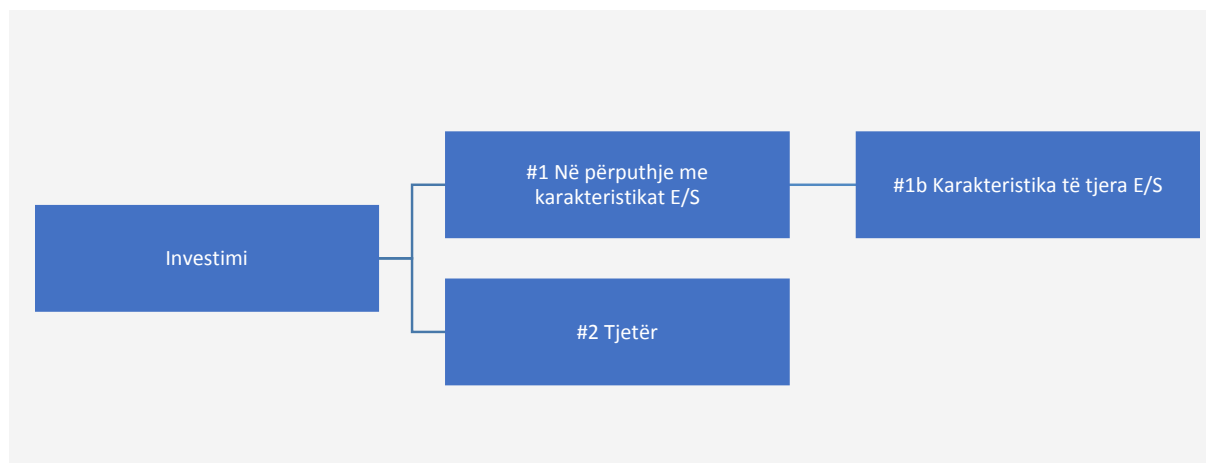 Investimi
#1 Në përputhje me
karakteristikat E/S
#2 Tjetër
#1b Karakteristika të tjera E/S